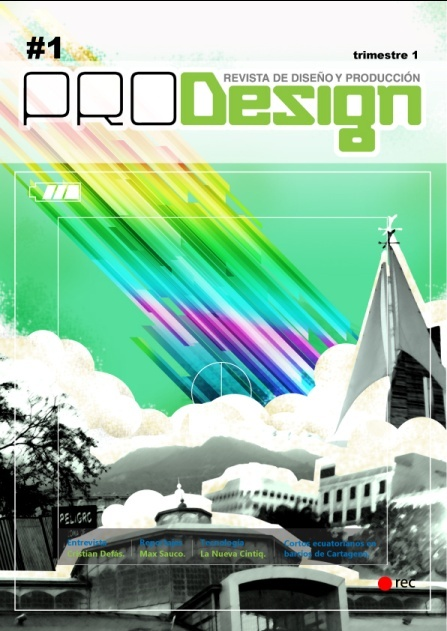 #1
trimestre 1
REVISTA DE DISEÑO Y PRODUCCIÓN
PRODesign
PELIGRO
Entrevista
Cristian Defas.
Max Sauco.
Tecnología
La Nueva Cintiq.
Cortos ecuatorianos en
barrios de Cartagena
rec